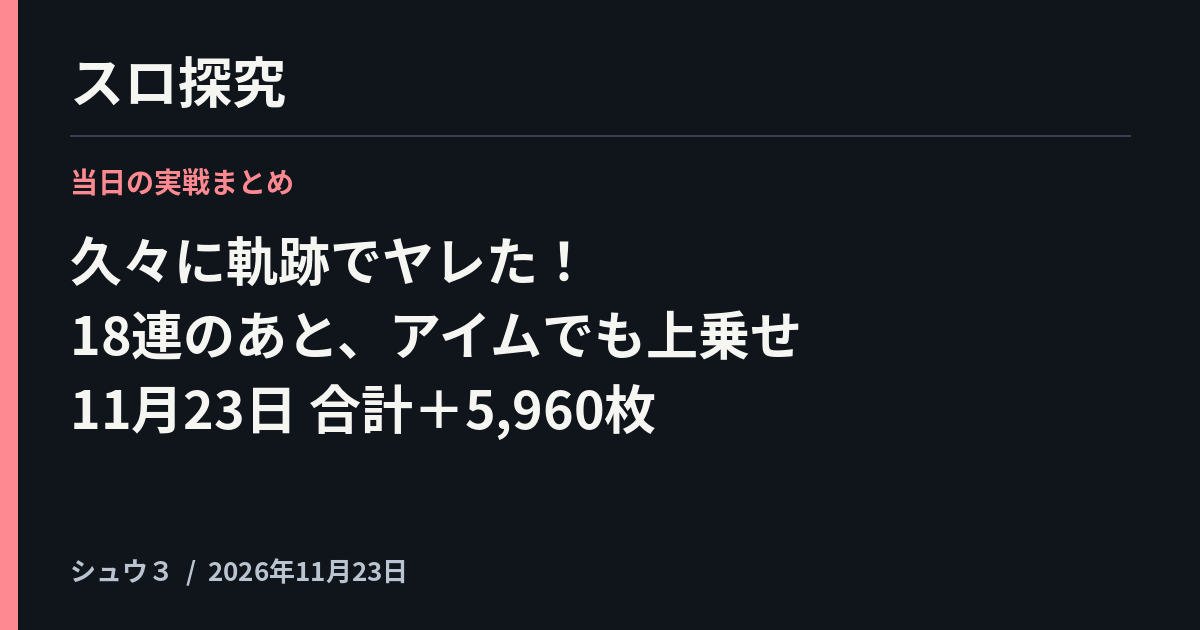 スロ探究
当日の実戦まとめ
久々に軌跡でヤレた！
18連のあと、アイムでも上乗せ
11月23日 合計＋5,960枚
シュウ３ / 2026年11月23日